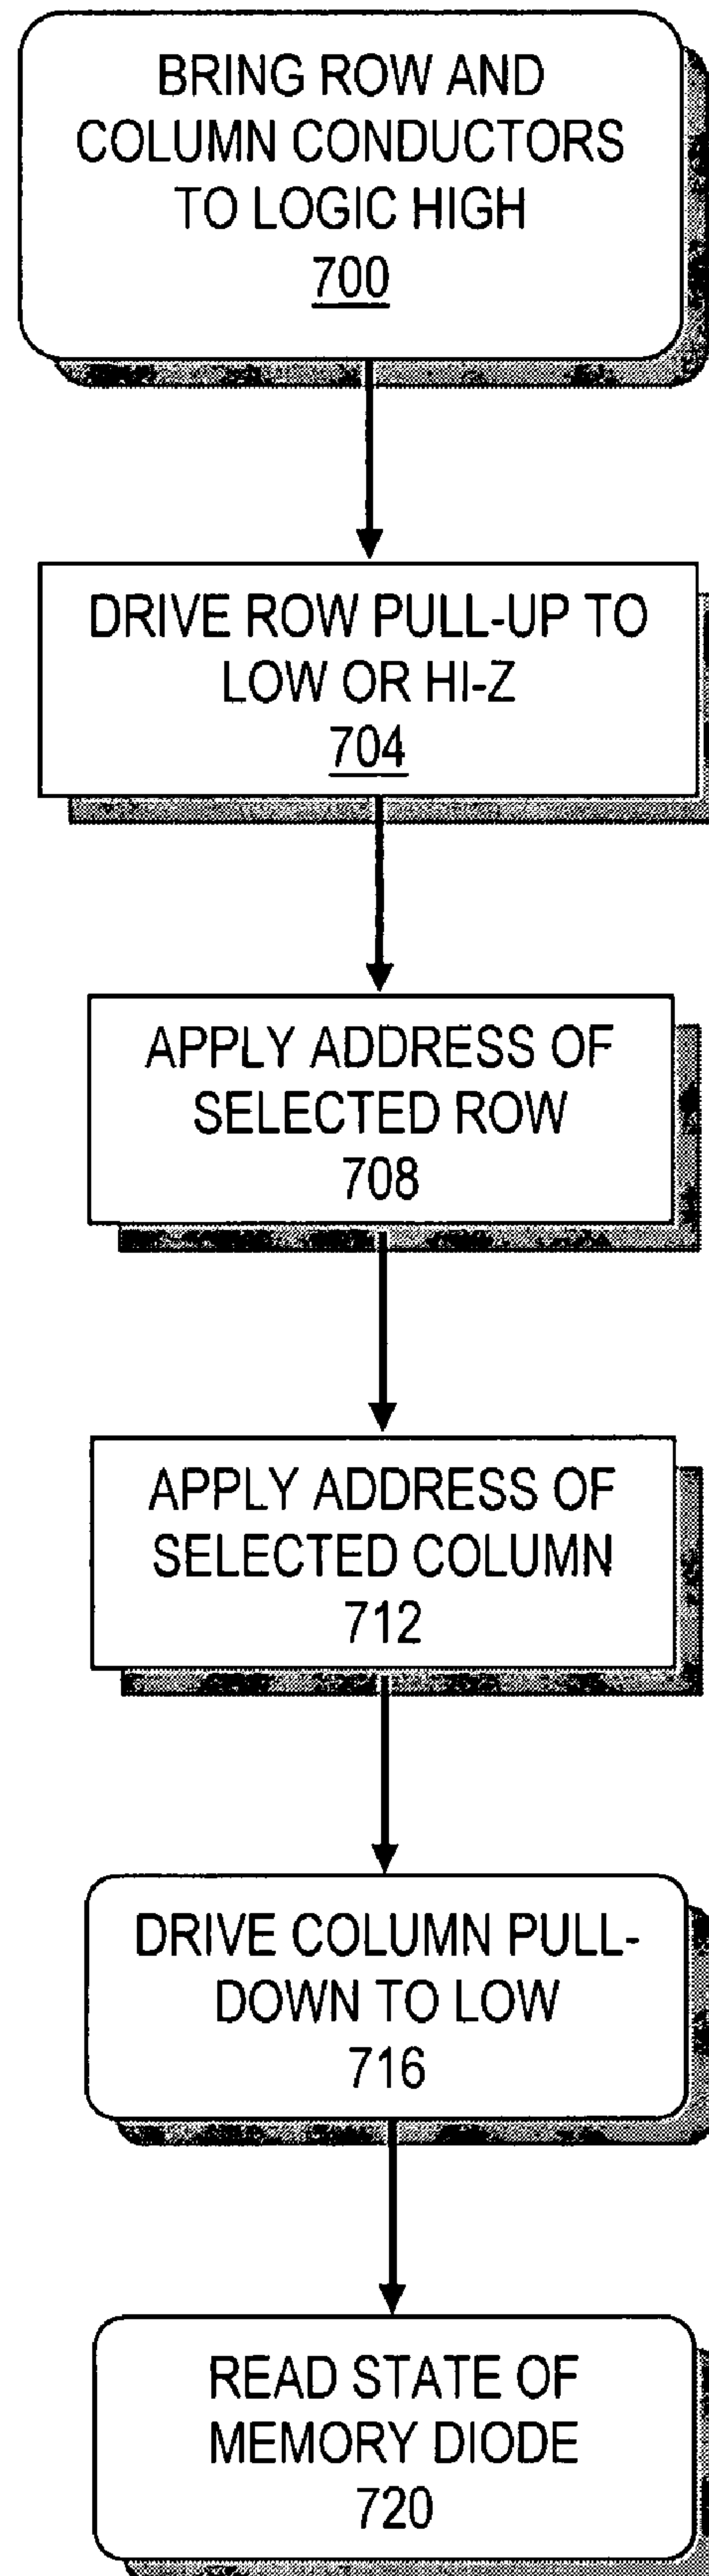 BRING ROW AND
COLUMN CONDUCTORS
TO LOGIC HIGH
700
DRIVE ROW PULL-UP TO
LOW OR HI-Z
704
APPLY ADDRESS OF
SELECTED ROW
708
APPLY ADDRESS OF
SELECTED COLUMN
712
DRIVE COLUMN PULL-
DOWN TO LOW
716
READ STATE OF
MEMORY DIODE
720